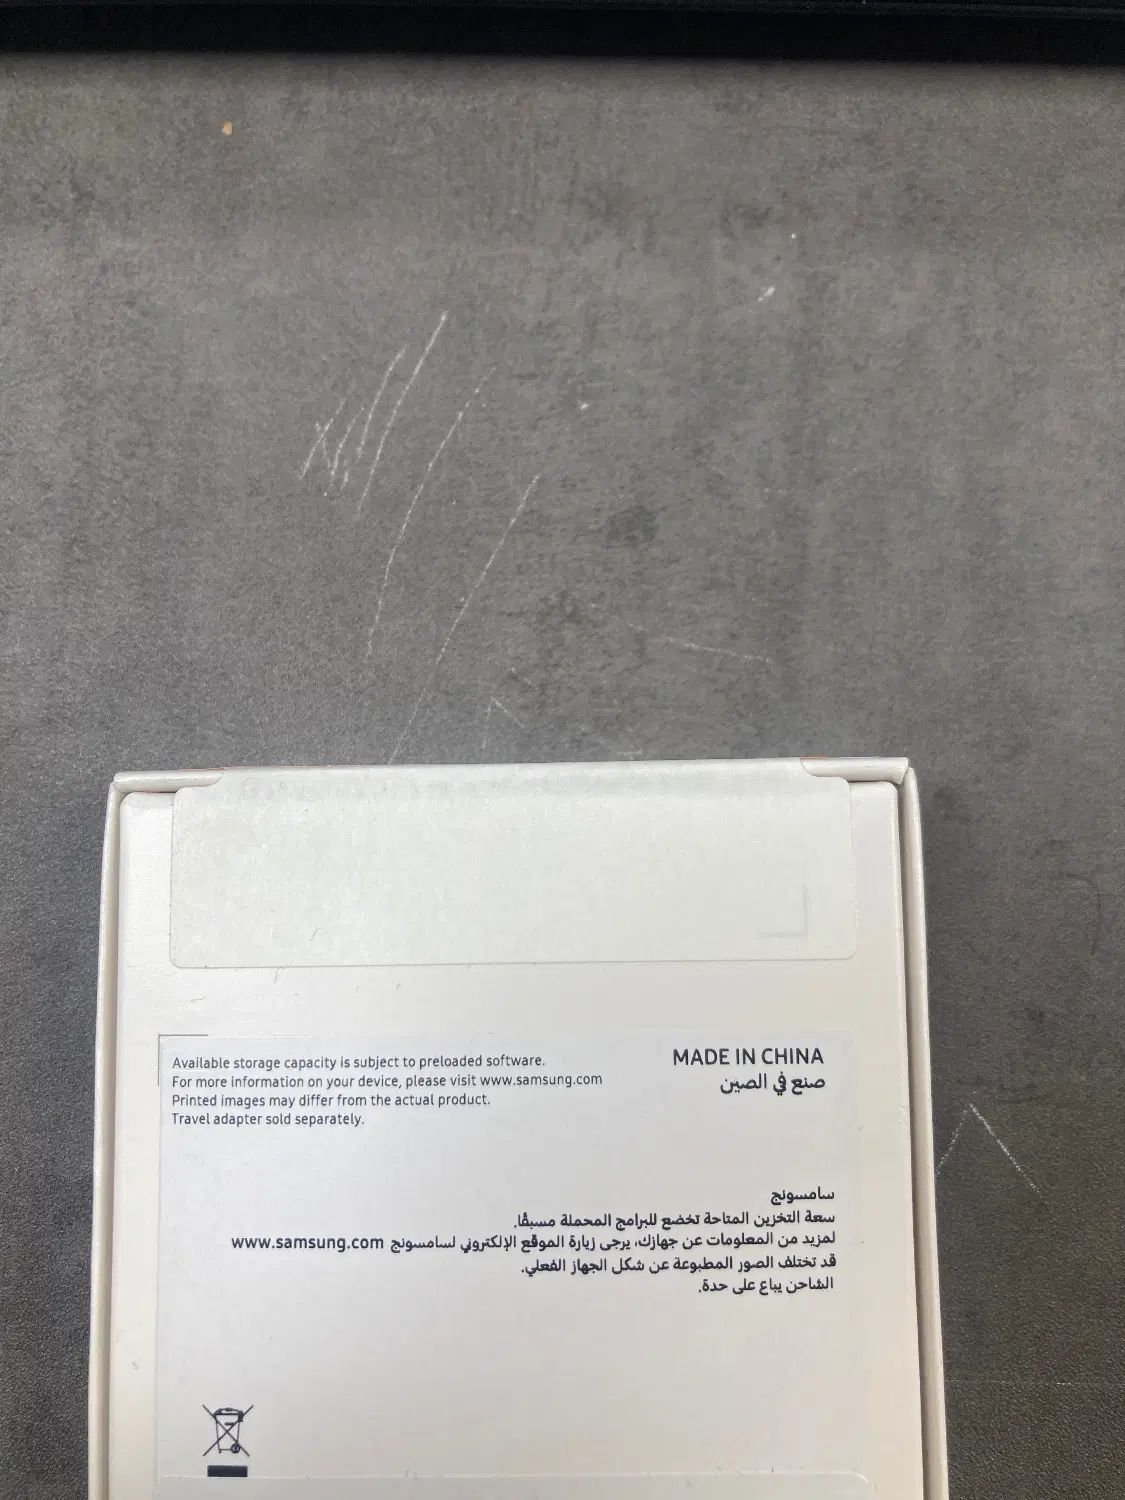 Available storage capacity is subject to preloaded software.
For more information on your device, please visit www.samsung.com
Printed images may differ from the actual product.
Travel adapter sold separately.
MADE IN CHINA
صنع في الصين
سامسونج
سعة التخزين المتاحة تخضع للبرامج المحملة مسبقًا.
لمزيد من المعلومات عن جهازك، يرجى زيارة الموقع الإلكتروني لسامسونج www.samsung.com
قد تختلف الصور المطبوعة عن شكل الجهاز الفعلي.
الشاحن يباع على حدة.